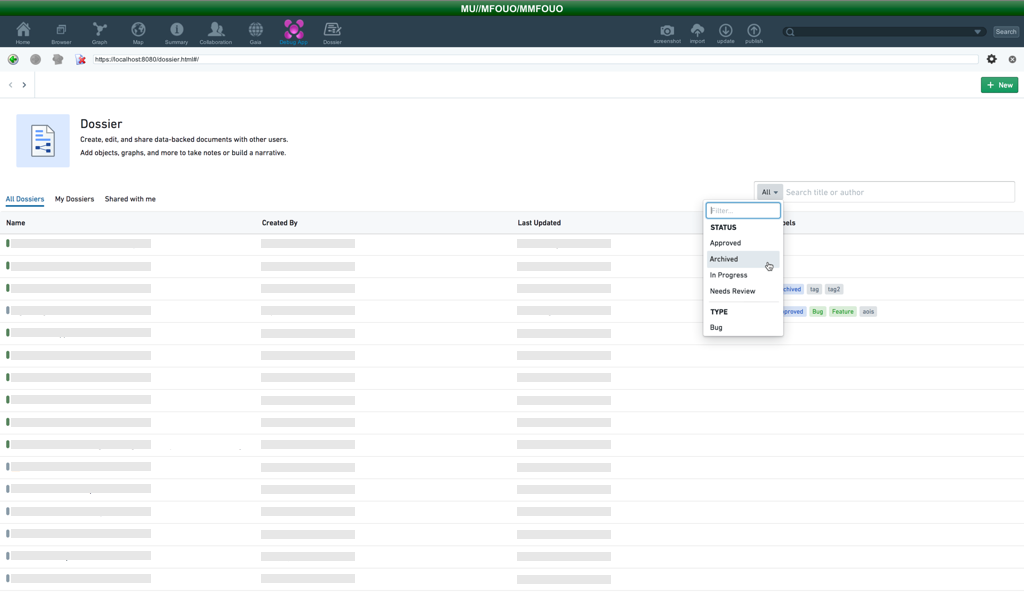 MU//MFOUO/MMFOUO
Home
Browser
Graph
Map
Summary
Collaboration
Gaia
Debug App
Dossier
screenshot
import
update
publish
Search
https://localhost:8080/dossier.html#/
New
Dossier
Create, edit, and share data-backed documents with other users.
Add objects, graphs, and more to take notes or build a narrative.
All Dossiers My Dossiers Shared with me
All Search title or author
Filter...
Name Created By Last Updated bels
STATUS
Approved
Archived
In Progress
Needs Review
TYPE
Bug
chived tag tag2
proved Bug Feature aois